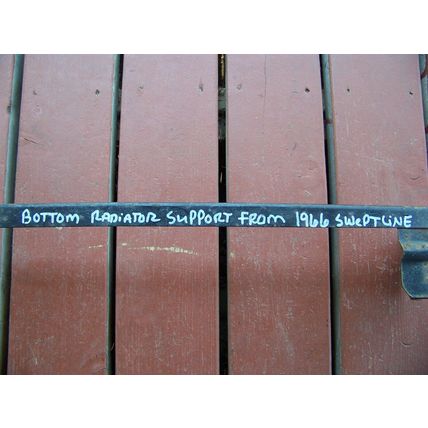 BOTTOM RADIATOR SUPPORT FROM 1966 SWEPTLINE